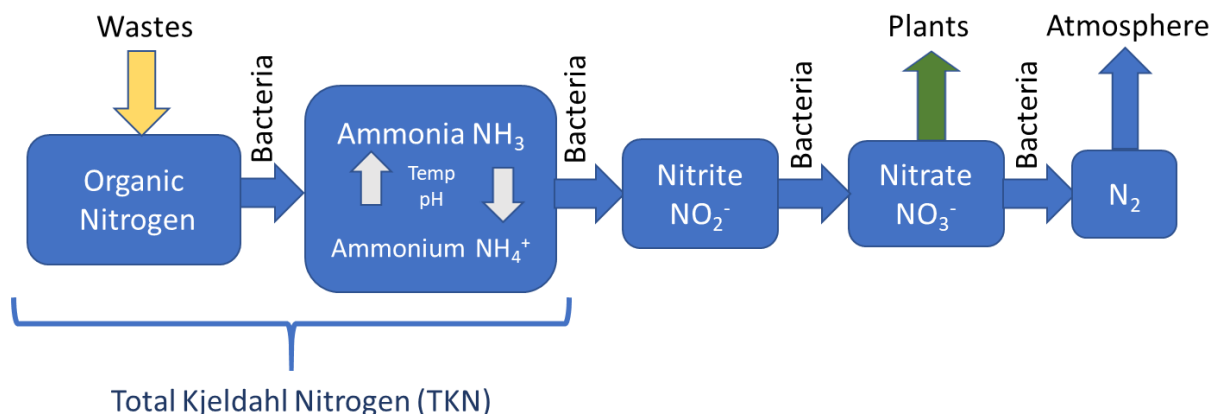 Wastes
Plants
Atmosphere
Bacteria
Bacteria
Bacteria
Bacteria
Organic
Nitrogen
Ammonia NH₃
Temp
pH
Ammonium NH₄⁺
Nitrite
NO₂⁻
Nitrate
NO₃⁻
N₂
Total Kjeldahl Nitrogen (TKN)